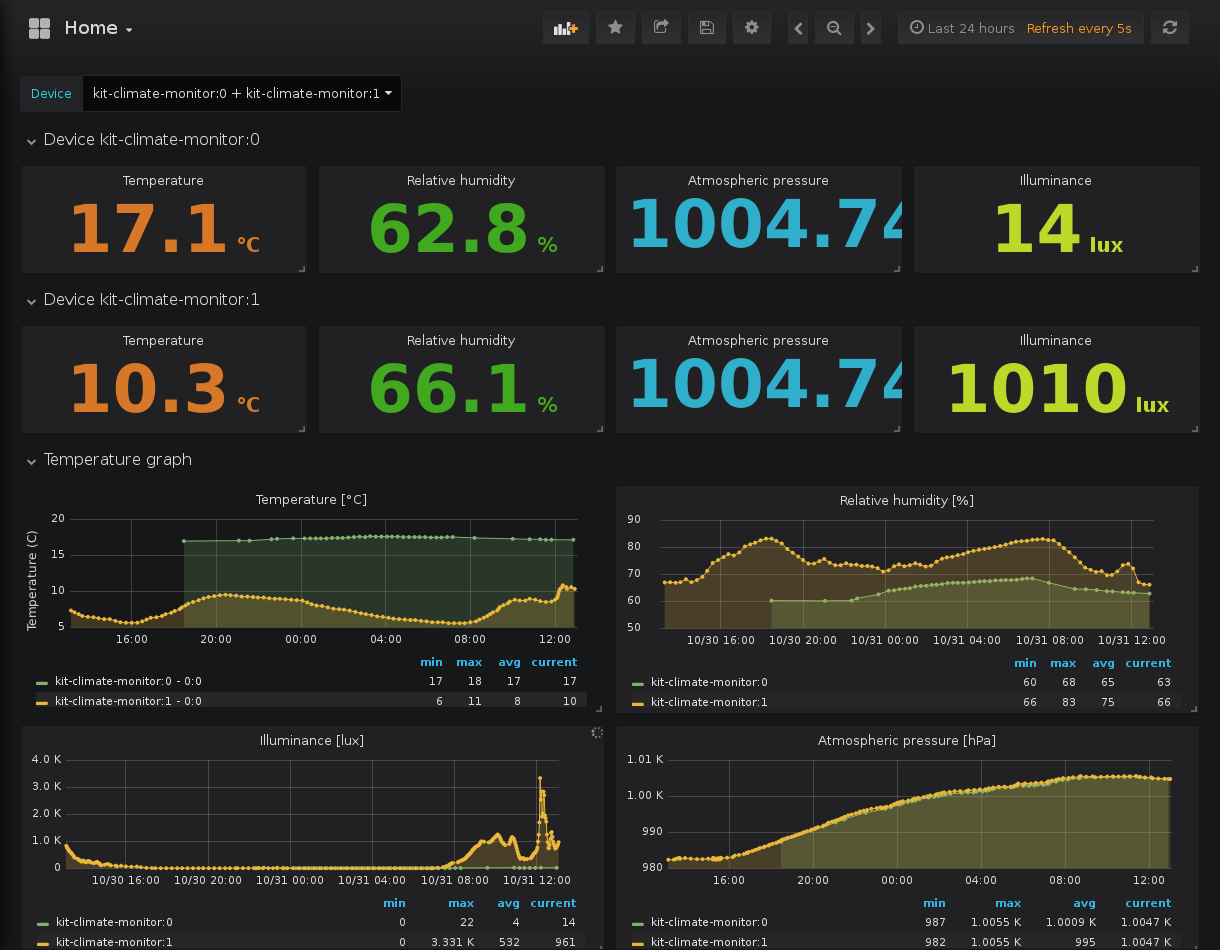 Home
Last 24 hours Refresh every 5s
Device kit-climate-monitor:0 + kit-climate-monitor:1
Device kit-climate-monitor:0
Temperature Relative humidity Atmospheric pressure Illuminance
17.1 °C 62.8 % 1004.74 14 lux
Device kit-climate-monitor:1
Temperature Relative humidity Atmospheric pressure Illuminance
10.3 °C 66.1 % 1004.74 1010 lux
Temperature graph
Temperature [°C]
Temperature (C)
20
15
10
5
16:00 20:00 00:00 04:00 08:00 12:00
min max avg current
kit-climate-monitor:0 - 0:0 17 18 17 17
kit-climate-monitor:1 - 0:0 6 11 8 10
Relative humidity [%]
90
80
70
60
50
10/30 16:00 10/30 20:00 10/31 00:00 10/31 04:00 10/31 08:00 10/31 12:00
min max avg current
kit-climate-monitor:0 60 68 65 63
kit-climate-monitor:1 66 83 75 66
Illuminance [lux]
4.0 K
3.0 K
2.0 K
1.0 K
0
10/30 16:00 10/30 20:00 10/31 00:00 10/31 04:00 10/31 08:00 10/31 12:00
min max avg current
kit-climate-monitor:0 0 22 4 14
kit-climate-monitor:1 0 3.331 K 532 961
Atmospheric pressure [hPa]
1.01 K
1.00 K
990
980
16:00 20:00 00:00 04:00 08:00 12:00
min max avg current
kit-climate-monitor:0 987 1.0055 K 1.0009 K 1.0047 K
kit-climate-monitor:1 982 1.0055 K 995 1.0047 K